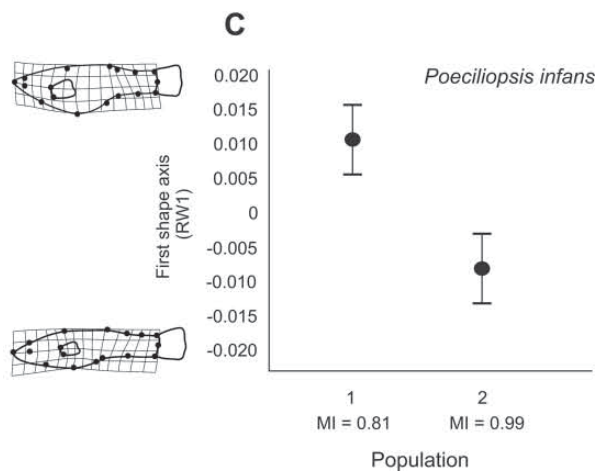 C
Poeciliopsis infans
0.020
0.015
0.010
0.005
0
-0.005
-0.010
-0.015
-0.020
First shape axis
(RW1)
1
2
MI = 0.81
MI = 0.99
Population